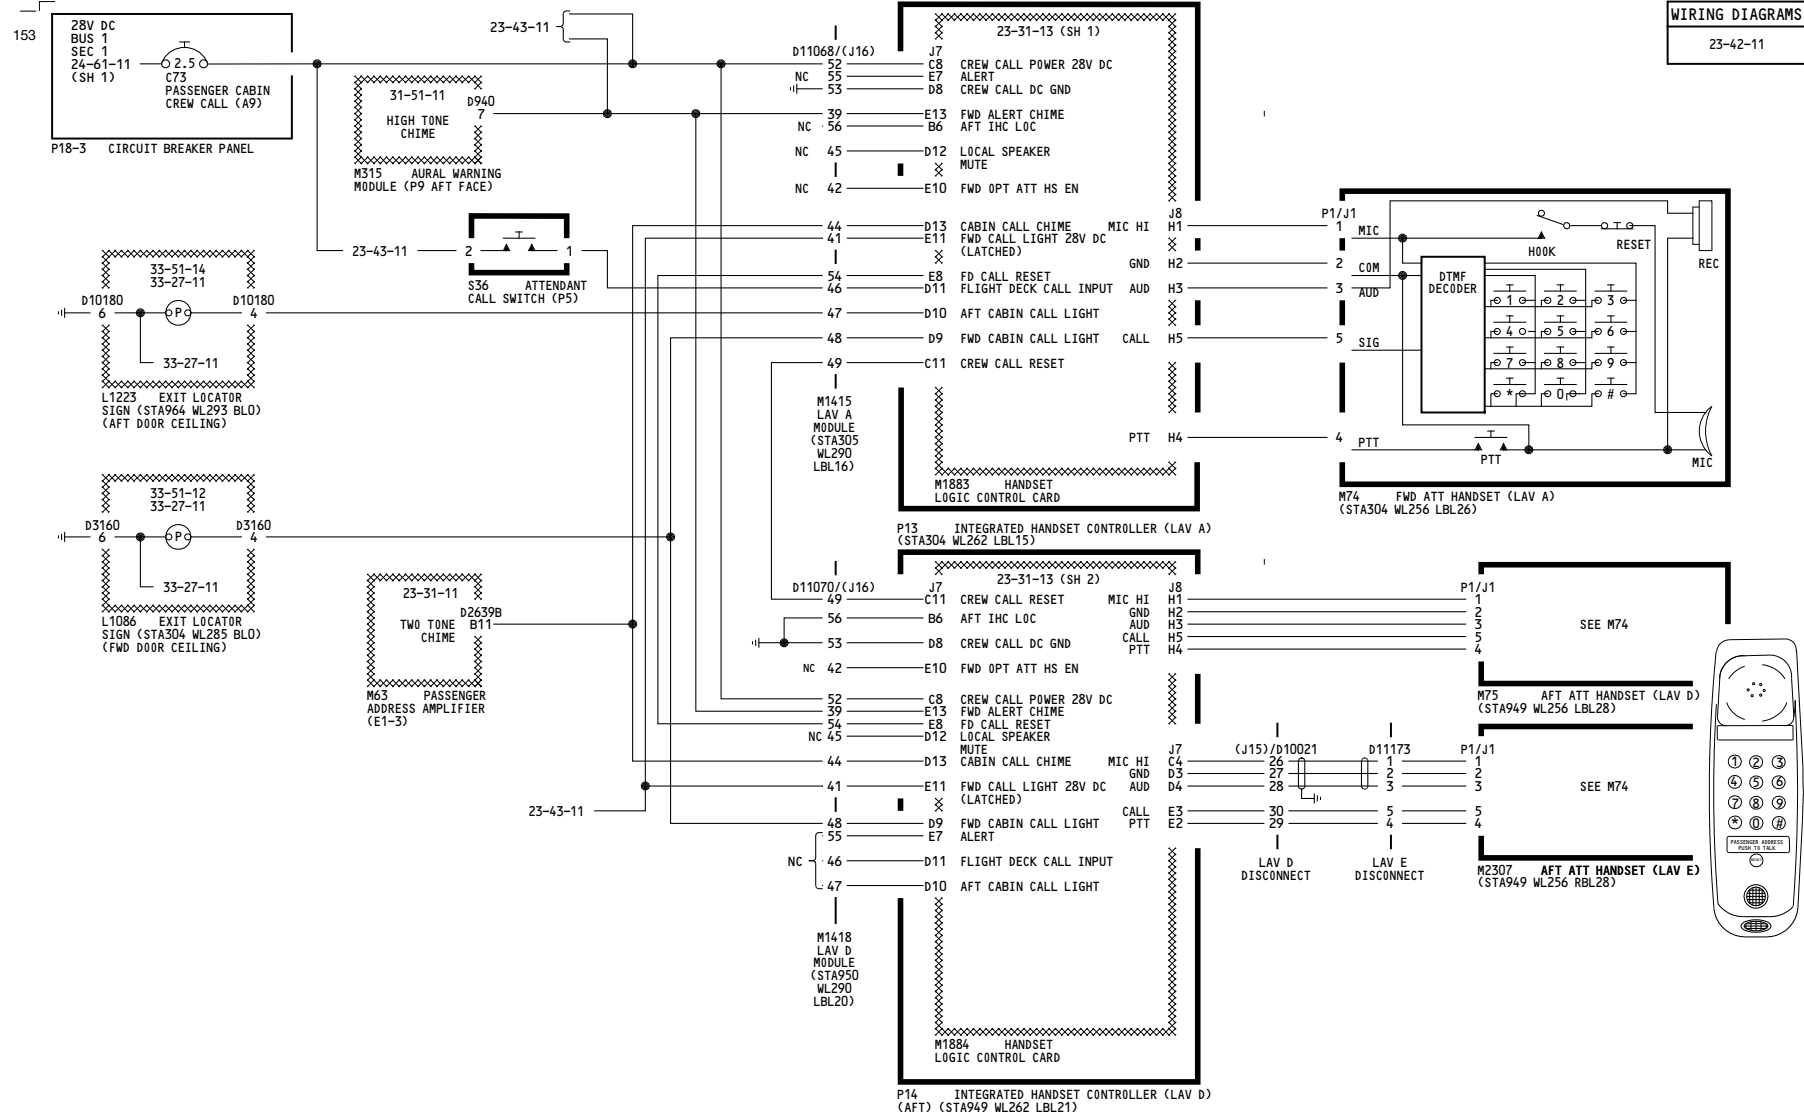 153
28V DC
BUS 1
SEC 1
24-61-11
(SH 1)
2.5
C73
PASSENGER CABIN
CREW CALL (A9)
P18-3 CIRCUIT BREAKER PANEL
23-43-11
31-51-11
HIGH TONE
CHIME
D940
7
M315 AURAL WARNING
MODULE (P9 AFT FACE)
23-43-11
2
1
S36 ATTENDANT
CALL SWITCH (P5)
33-51-14
33-27-11
D10180
6
P
D10180
4
33-27-11
L1223 EXIT LOCATOR
SIGN (STA964 WL293 BL0)
(AFT DOOR CEILING)
33-51-12
33-27-11
D3160
6
P
D3160
4
33-27-11
L1086 EXIT LOCATOR
SIGN (STA304 WL285 BL0)
(FWD DOOR CEILING)
23-31-11
TWO TONE
CHIME
D2639B
B11
M63 PASSENGER
ADDRESS AMPLIFIER
(E1-3)
23-43-11
D11068/(J16)
J7
23-31-13 (SH 1)
52 C8 CREW CALL POWER 28V DC
NC 55 E7 ALERT
53 D8 CREW CALL DC GND
39 E13 FWD ALERT CHIME
NC 56 B6 AFT IHC LOC
NC 45 D12 LOCAL SPEAKER
MUTE
NC 42 E10 FWD OPT ATT HS EN
J8
44 D13 CABIN CALL CHIME MIC HI H1
41 E11 FWD CALL LIGHT 28V DC
(LATCHED)
GND H2
54 E8 FD CALL RESET
46 D11 FLIGHT DECK CALL INPUT AUD H3
47 D10 AFT CABIN CALL LIGHT
48 D9 FWD CABIN CALL LIGHT CALL H5
49 C11 CREW CALL RESET
PTT H4
M1415
LAV A
MODULE
(STA305
WL290
LBL16)
M1883 HANDSET
LOGIC CONTROL CARD
P13 INTEGRATED HANDSET CONTROLLER (LAV A)
(STA304 WL262 LBL15)
WIRING DIAGRAMS
23-42-11
P1/J1
1 MIC
2 COM
3 AUD
5 SIG
4 PTT
HOOK
RESET
REC
DTMF
DECODER
1 2 3
4 5 6
7 8 9
* 0 #
PTT
MIC
M74 FWD ATT HANDSET (LAV A)
(STA304 WL256 LBL26)
D11070/(J16)
J7
23-31-13 (SH 2)
J8
49 C11 CREW CALL RESET MIC HI H1
GND H2
56 B6 AFT IHC LOC AUD H3
CALL H5
53 D8 CREW CALL DC GND PTT H4
NC 42 E10 FWD OPT ATT HS EN
52 C8 CREW CALL POWER 28V DC
39 E13 FWD ALERT CHIME
54 E8 FD CALL RESET
NC 45 D12 LOCAL SPEAKER
MUTE
J7
44 D13 CABIN CALL CHIME MIC HI C4
GND D3
41 E11 FWD CALL LIGHT 28V DC AUD D4
(LATCHED)
CALL E3
48 D9 FWD CABIN CALL LIGHT PTT E2
55 E7 ALERT
NC 46 D11 FLIGHT DECK CALL INPUT
47 D10 AFT CABIN CALL LIGHT
M1418
LAV D
MODULE
(STA950
WL290
LBL20)
M1884 HANDSET
LOGIC CONTROL CARD
P14 INTEGRATED HANDSET CONTROLLER (LAV D)
(AFT) (STA949 WL262 LBL21)
P1/J1
1
2
3
5
4
SEE M74
M75 AFT ATT HANDSET (LAV D)
(STA949 WL256 LBL28)
(J15)/D10021
D11173
P1/J1
26 1 1
27 2 2
28 3 3
30 5 5
29 4 4
LAV D
DISCONNECT
LAV E
DISCONNECT
SEE M74
M2307 AFT ATT HANDSET (LAV E)
(STA949 WL256 RBL28)
1 2 3
4 5 6
7 8 9
* 0 #
PASSENGER ADDRESS
PUSH TO TALK
RESET